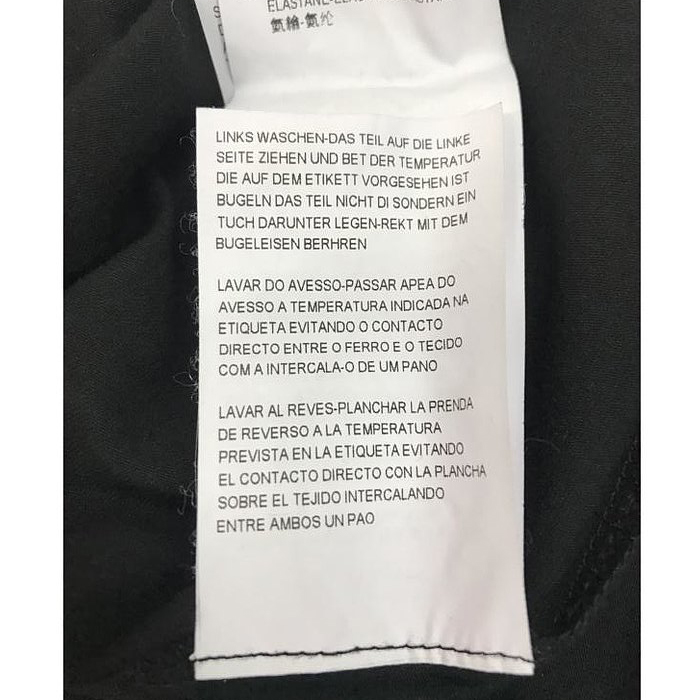 氨綸-氨纶
LINKS WASCHEN-DAS TEIL AUF DIE LINKE
SEITE ZIEHEN UND BET DER TEMPERATUR
DIE AUF DEM ETIKETT VORGESEHEN IST
BUGELN DAS TEIL NICHT DI SONDERN EIN
TUCH DARUNTER LEGEN-REKT MIT DEM
BUGELEISEN BERHREN
LAVAR DO AVESSO-PASSAR APEA DO
AVESSO A TEMPERATURA INDICADA NA
ETIQUETA EVITANDO O CONTACTO
DIRECTO ENTRE O FERRO E O TECIDO
COM A INTERCALA-O DE UM PANO
LAVAR AL REVES-PLANCHAR LA PRENDA
DE REVERSO A LA TEMPERATURA
PREVISTA EN LA ETIQUETA EVITANDO
EL CONTACTO DIRECTO CON LA PLANCHA
SOBRE EL TEJIDO INTERCALANDO
ENTRE AMBOS UN PAO